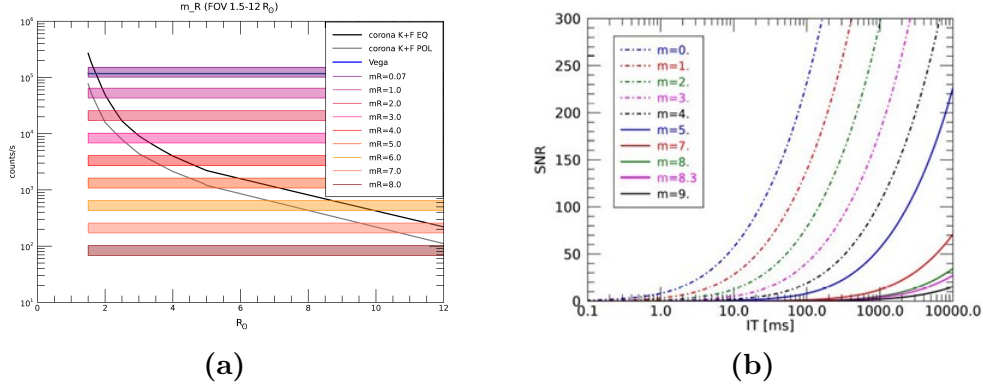 m_R (FOV 1.5-12 R⊙)
counts/s
10^6
10^5
10^4
10^3
10^2
10^1
0.0
2
4
6
8
10
12
R⊙
corona K+F EQ
corona K+F POL
Vega
mR=0.07
mR=1.0
mR=2.0
mR=3.0
mR=4.0
mR=5.0
mR=6.0
mR=7.0
mR=8.0
(a)
SNR
300
250
200
150
100
50
0
0.1
1.0
10.0
100.0
1000.0
10000.0
IT [ms]
m=0.
m=1.
m=2.
m=3.
m=4.
m=5.
m=7.
m=8.
m=8.3
m=9.
(b)